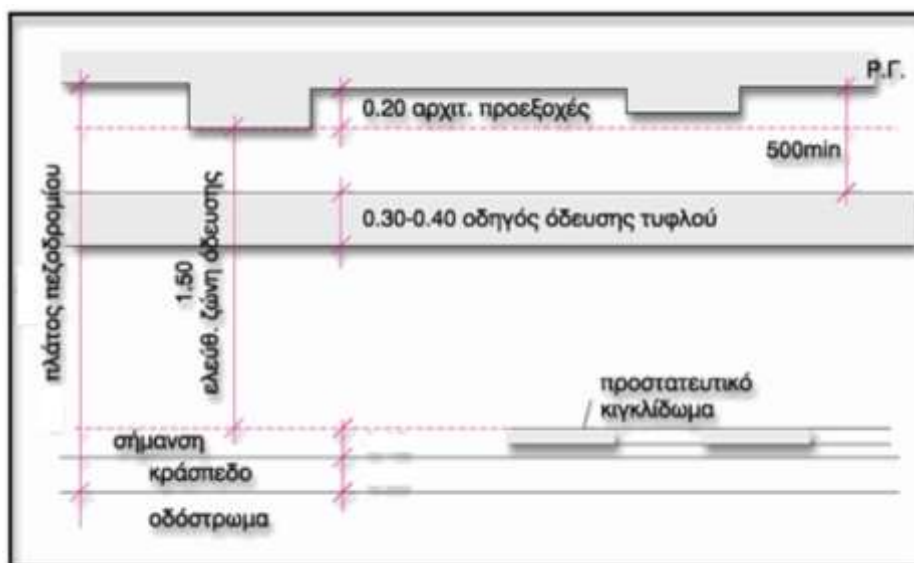 Ρ.Γ.
0.20 αρχιτ. προεξοχές
500min
0.30-0.40 οδηγός όδευσης τυφλού
πλάτος πεζοδρομίου
1.50
ελεύθ. ζώνη όδευσης
προστατευτικό
κιγκλίδωμα
σήμανση
κράσπεδο
οδόστρωμα